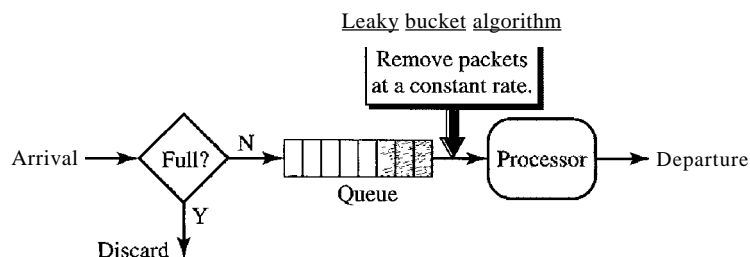 Leaky bucket algorithm
Remove packets
at a constant rate.
Arrival
Full?
N
Queue
Processor
Departure
Y
Discard